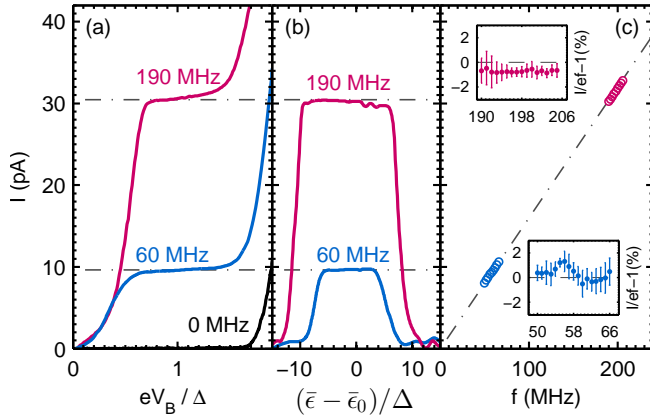 (a)
(b)
(c)
190 MHz
60 MHz
0 MHz
190 MHz
60 MHz
I (pA)
40
30
20
10
0
0
1
eV_B / Δ
−10
0
10
(ε̄ − ε̄₀)/Δ
0
100
200
f (MHz)
2
0
−2
190
198
206
I/ef−1(%)
2
0
−2
50
58
66
I/ef−1(%)